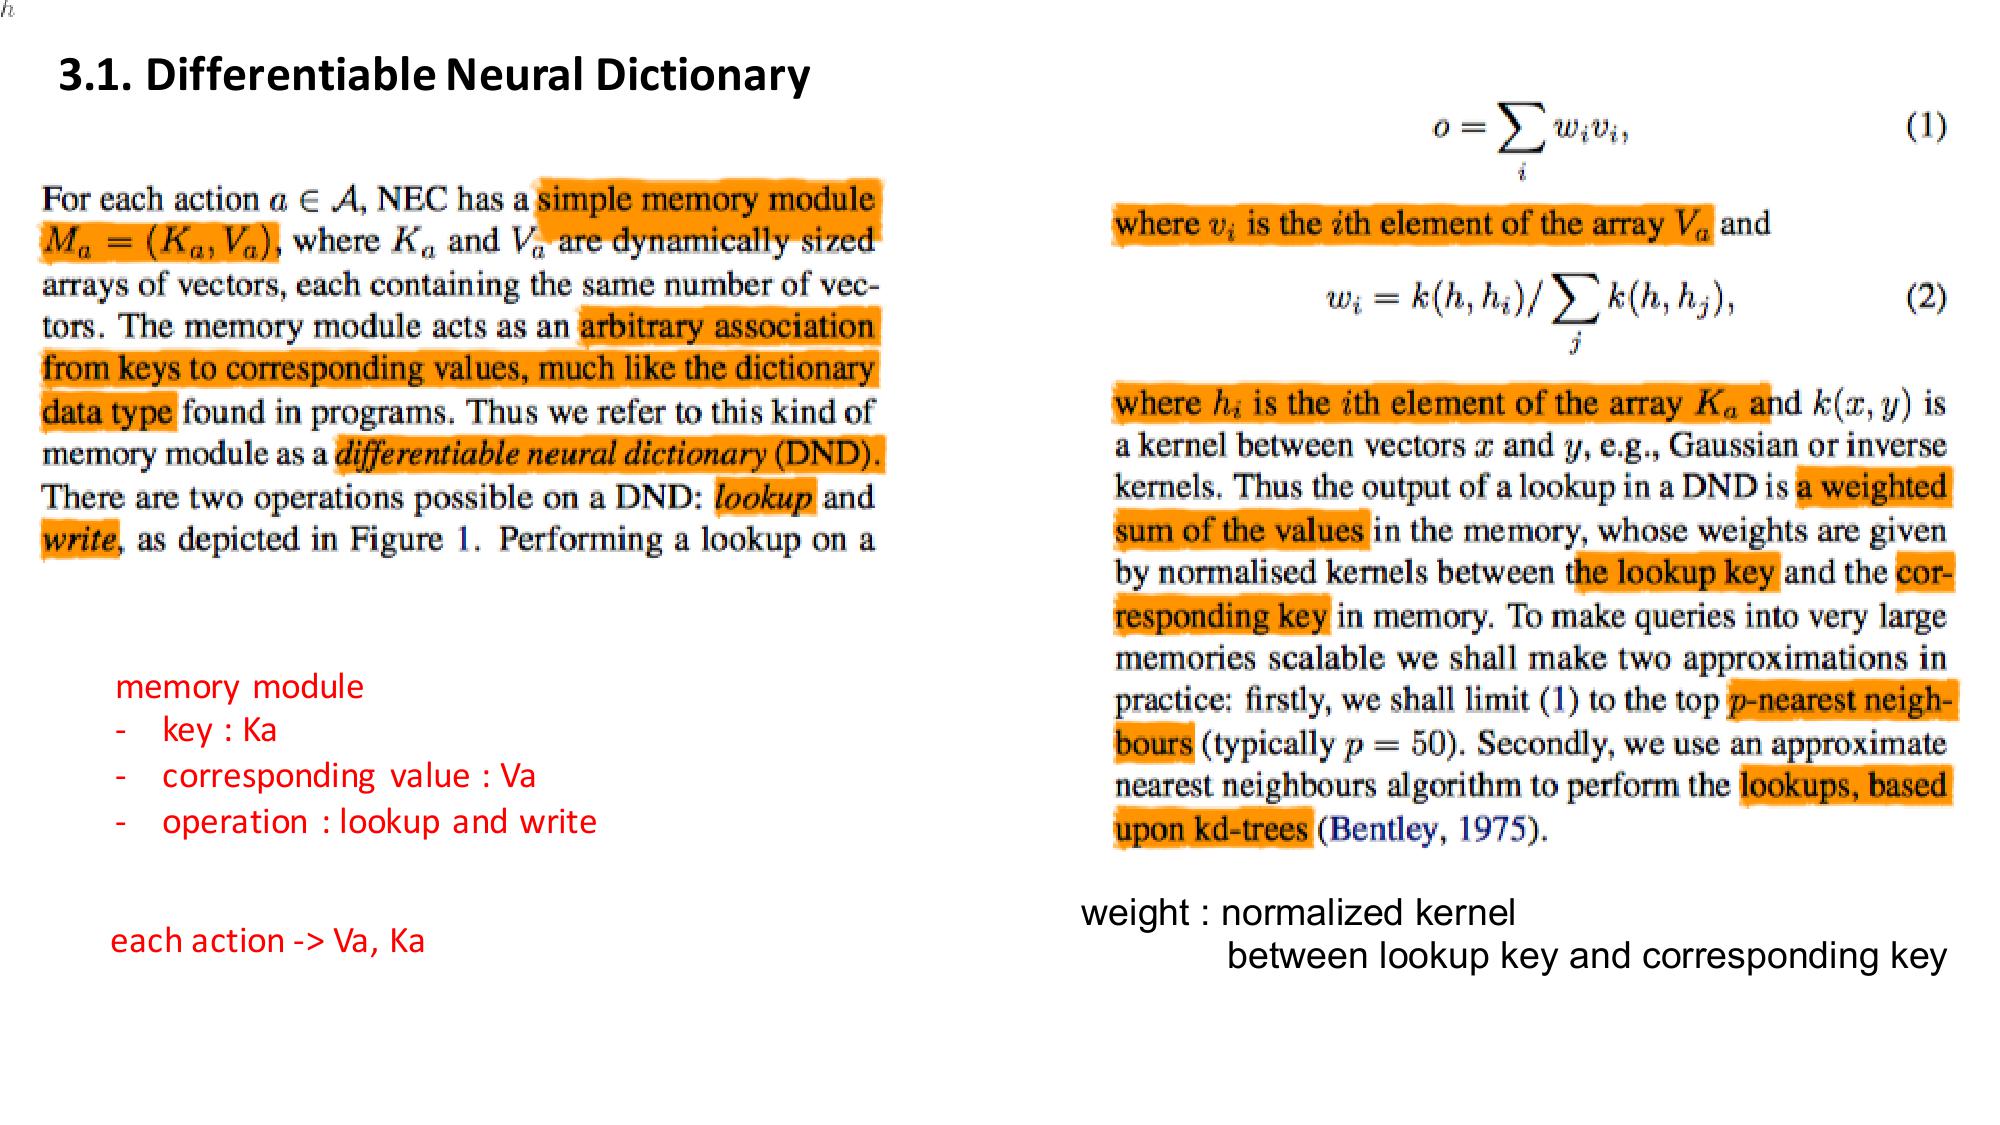 h
3.1. Differentiable Neural Dictionary
For each action a ∈ A, NEC has a simple memory module
M_a = (K_a, V_a), where K_a and V_a are dynamically sized
arrays of vectors, each containing the same number of vec-
tors. The memory module acts as an arbitrary association
from keys to corresponding values, much like the dictionary
data type found in programs. Thus we refer to this kind of
memory module as a differentiable neural dictionary (DND).
There are two operations possible on a DND: lookup and
write, as depicted in Figure 1. Performing a lookup on a
memory module
- key : Ka
- corresponding value : Va
- operation : lookup and write
each action -> Va, Ka
o = ∑_i w_i v_i, (1)
where v_i is the ith element of the array V_a and
w_i = k(h, h_i)/ ∑_j k(h, h_j), (2)
where h_i is the ith element of the array K_a and k(x, y) is
a kernel between vectors x and y, e.g., Gaussian or inverse
kernels. Thus the output of a lookup in a DND is a weighted
sum of the values in the memory, whose weights are given
by normalised kernels between the lookup key and the cor-
responding key in memory. To make queries into very large
memories scalable we shall make two approximations in
practice: firstly, we shall limit (1) to the top p-nearest neigh-
bours (typically p = 50). Secondly, we use an approximate
nearest neighbours algorithm to perform the lookups, based
upon kd-trees (Bentley, 1975).
weight : normalized kernel
between lookup key and corresponding key